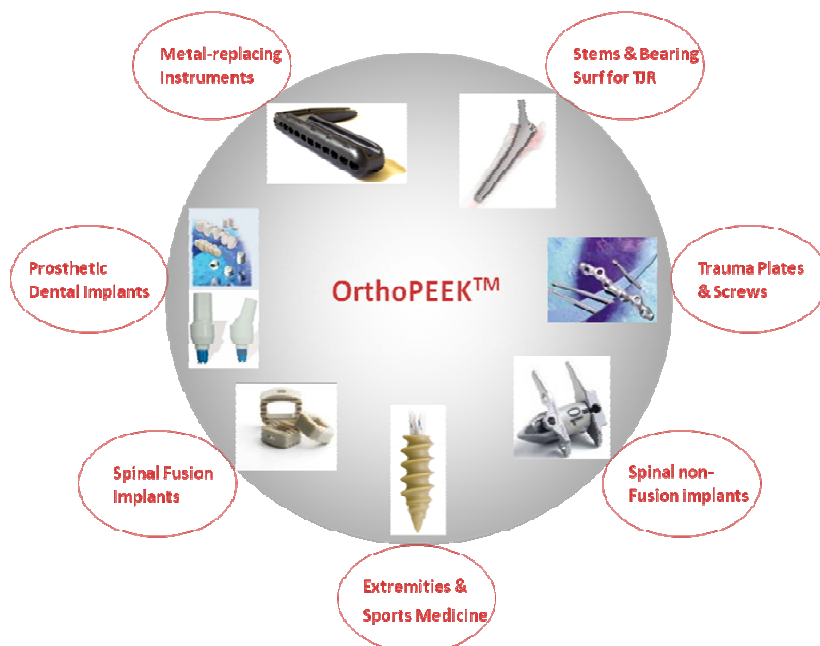 Metal-replacing
Instruments
Stems & Bearing
Surf for TJR
Prosthetic
Dental Implants
OrthoPEEK™
Trauma Plates
& Screws
Spinal Fusion
Implants
Spinal non-
Fusion implants
Extremities &
Sports Medicine